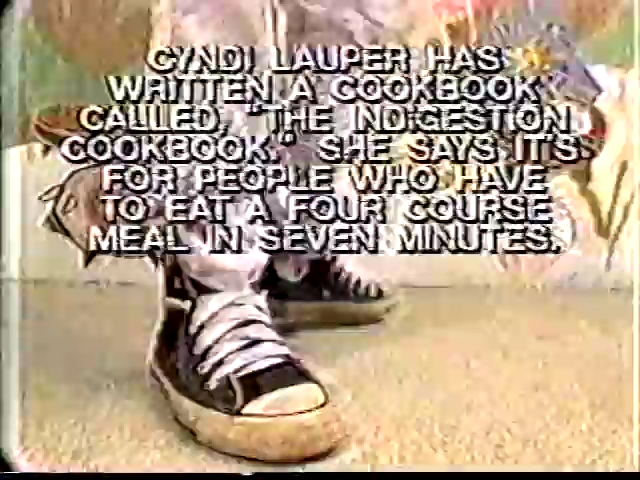 CYNDI LAUPER HAS
WRITTEN A COOKBOOK
CALLED, "THE INDIGESTION
COOKBOOK." SHE SAYS IT'S
FOR PEOPLE WHO HAVE
TO EAT A FOUR COURSE
MEAL IN SEVEN MINUTES.